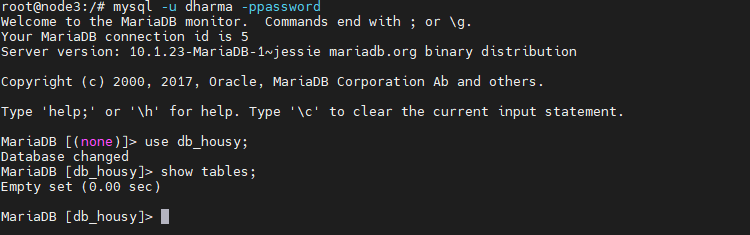 root@node3:/# mysql -u dharma -ppassword
Welcome to the MariaDB monitor.  Commands end with ; or \g.
Your MariaDB connection id is 5
Server version: 10.1.23-MariaDB-1~jessie mariadb.org binary distribution
Copyright (c) 2000, 2017, Oracle, MariaDB Corporation Ab and others.
Type 'help;' or '\h' for help. Type '\c' to clear the current input statement.
MariaDB [(none)]> use db_housy;
Database changed
MariaDB [db_housy]> show tables;
Empty set (0.00 sec)
MariaDB [db_housy]>